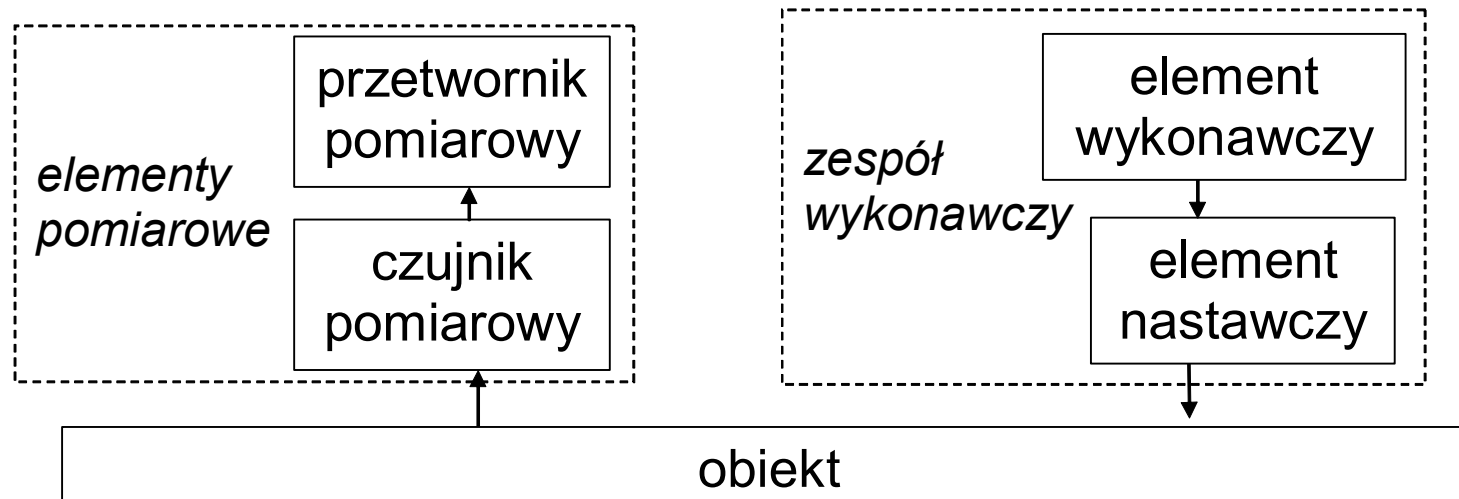 elementy
pomiarowe
przetwornik
pomiarowy
czujnik
pomiarowy
zespół
wykonawczy
element
wykonawczy
element
nastawczy
obiekt